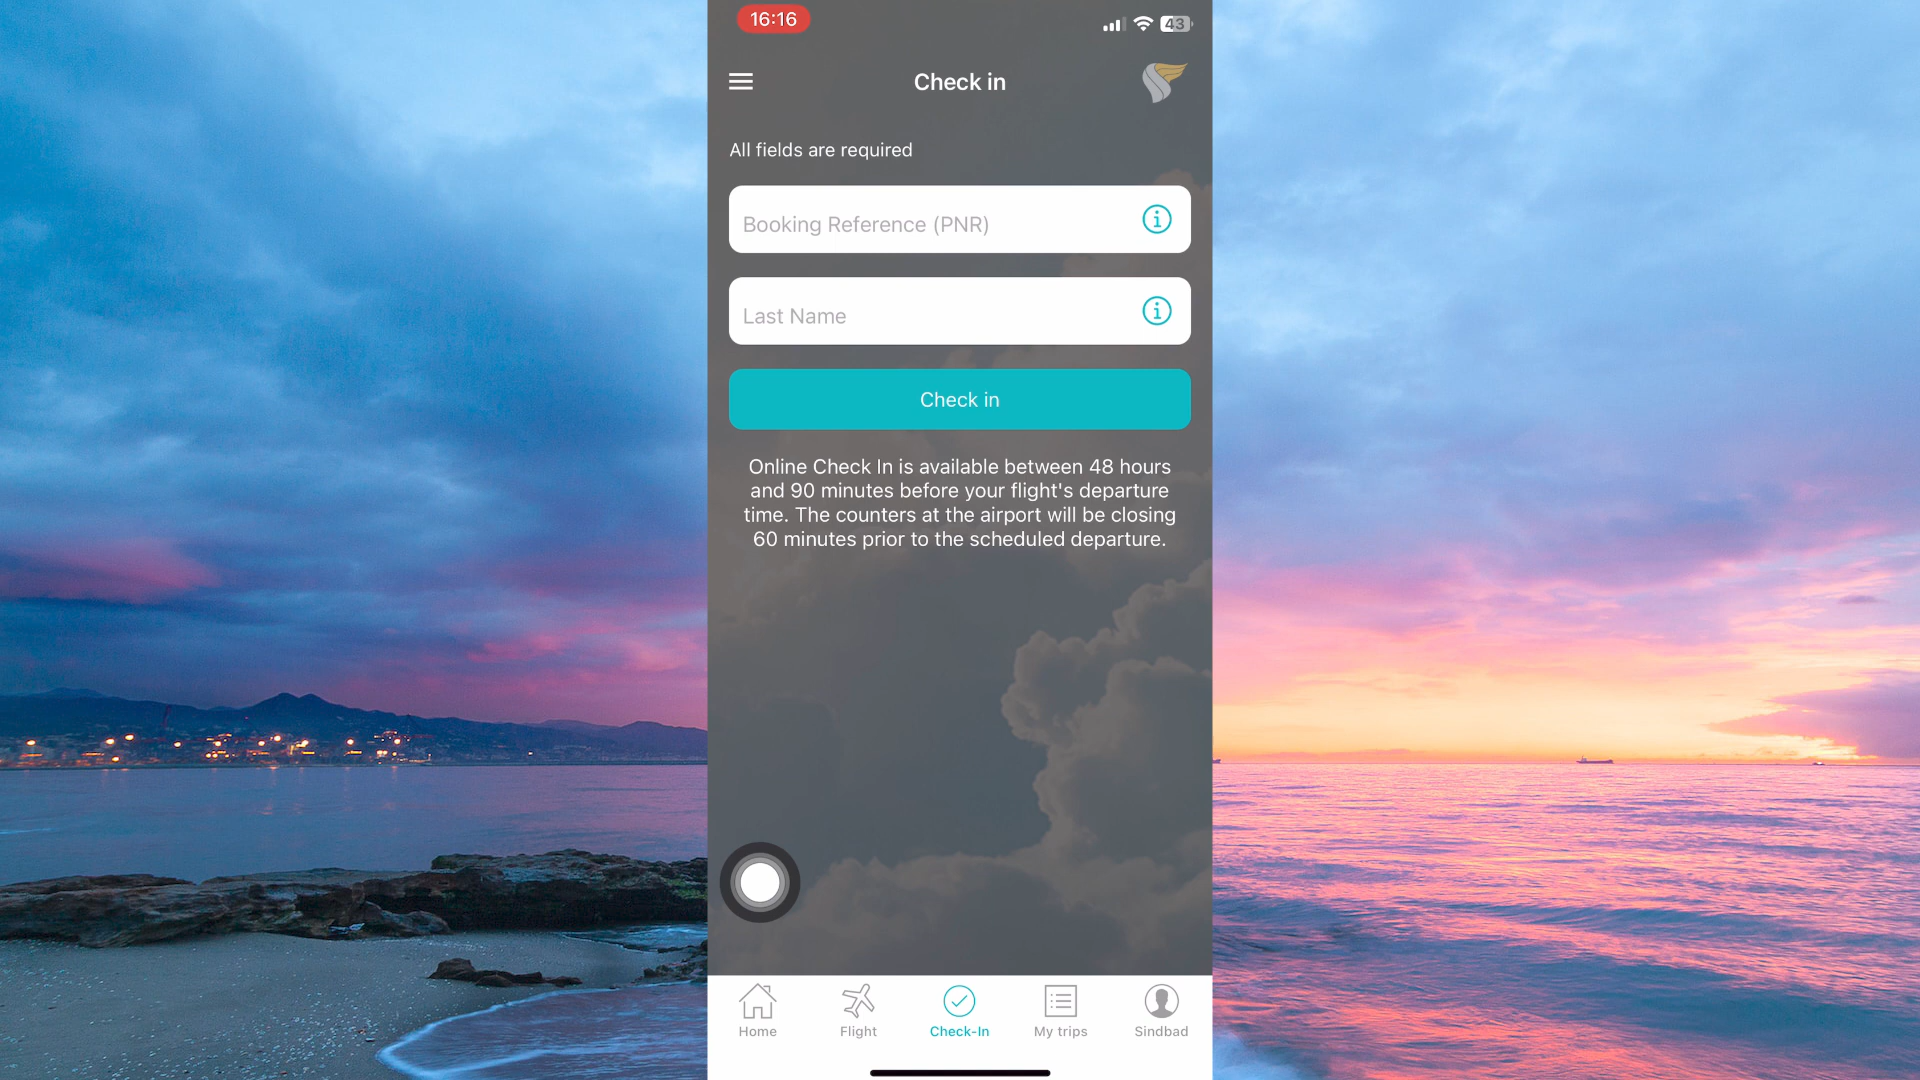 16:16
43
Check in
All fields are required
Booking Reference (PNR)
Last Name
Check in
Online Check In is available between 48 hours
and 90 minutes before your flight's departure
time. The counters at the airport will be closing
60 minutes prior to the scheduled departure.
Home
Flight
Check-In
My trips
Sindbad